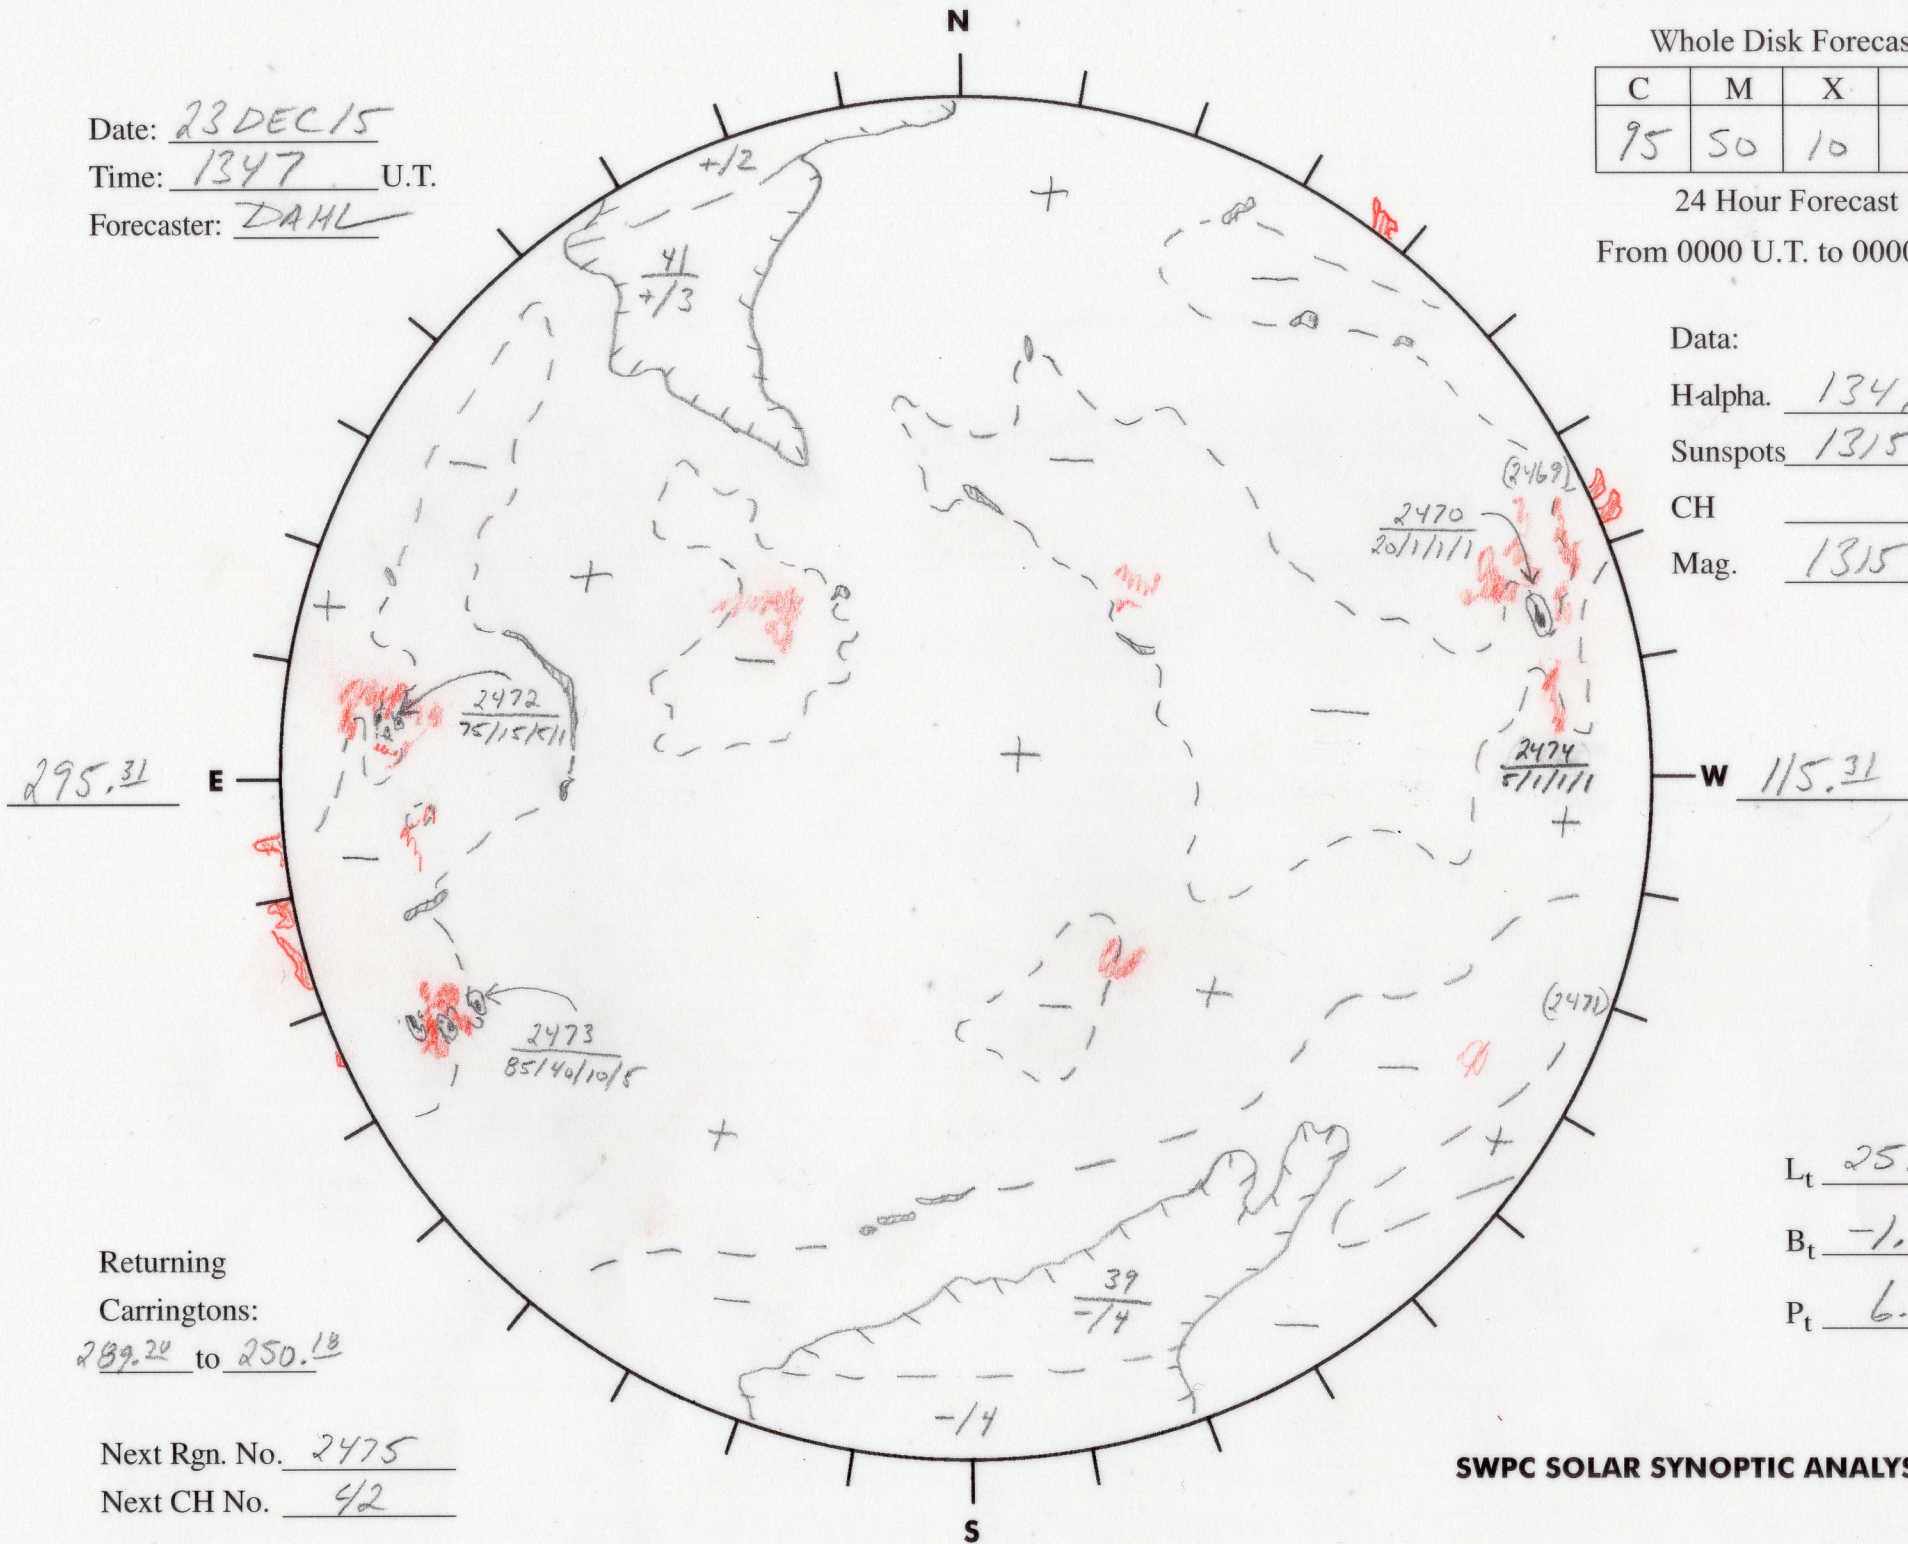 N
Whole Disk Forecas
C M X
95 50 10
24 Hour Forecast
From 0000 U.T. to 0000
Date: 23 DEC 15
Time: 1347 U.T.
Forecaster: DAHL
+/2
+
41
+/3
—
Data:
H-alpha. 134
Sunspots 1315
CH
Mag. 1315
—
—
(2469)
2470
20/1/1/1
+
+
—
2472
75/15/5/1
—
+
2474
5/1/1/1
295.31 E
W 115.31
—
+
—
+
(2471)
2473
85/40/10/5
—
+
+
Lt 25.
Bt -1.
Pt 6.
39
-/4
—
—
-/4
Returning
Carringtons:
289.20 to 250.18
Next Rgn. No. 2475
Next CH No. 42
SWPC SOLAR SYNOPTIC ANALYS
S